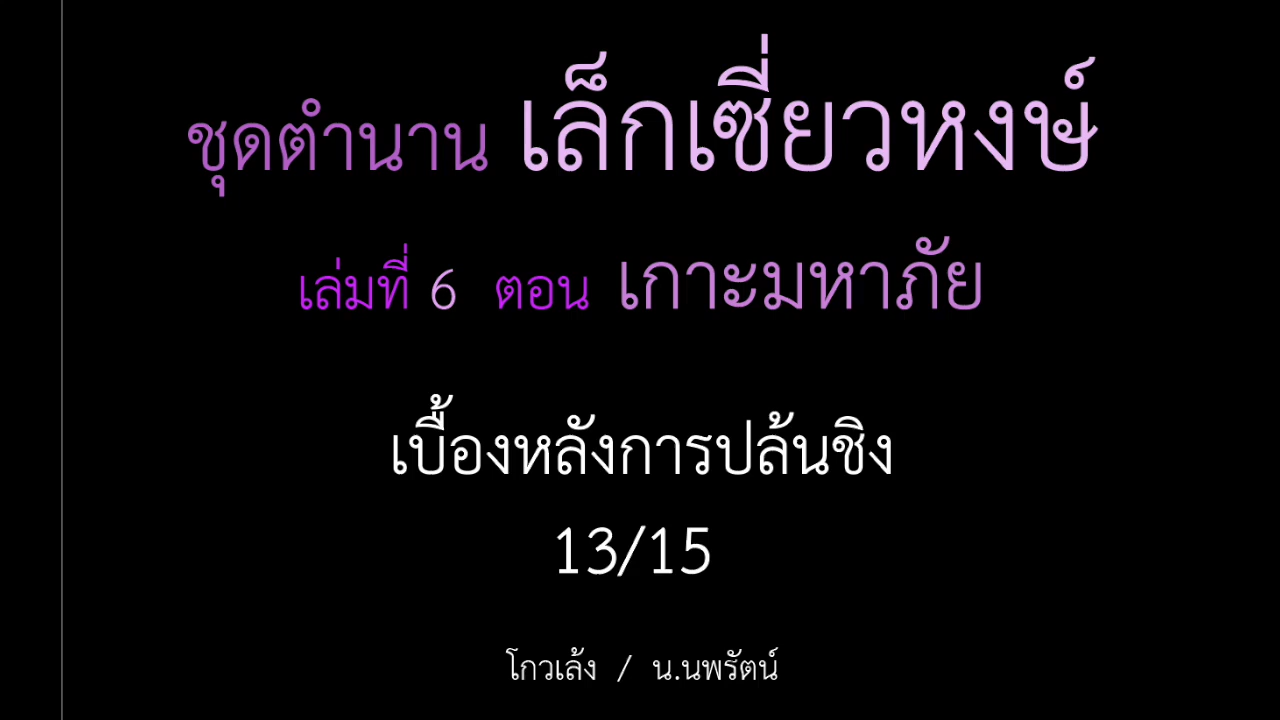 ชุดตำนาน เล็กเซี่ยวหงษ์
เล่มที่ 6 ตอน เกาะมหาภัย
เบื้องหลังการปล้นชิง
13/15
โกวเล้ง / น.นพรัตน์